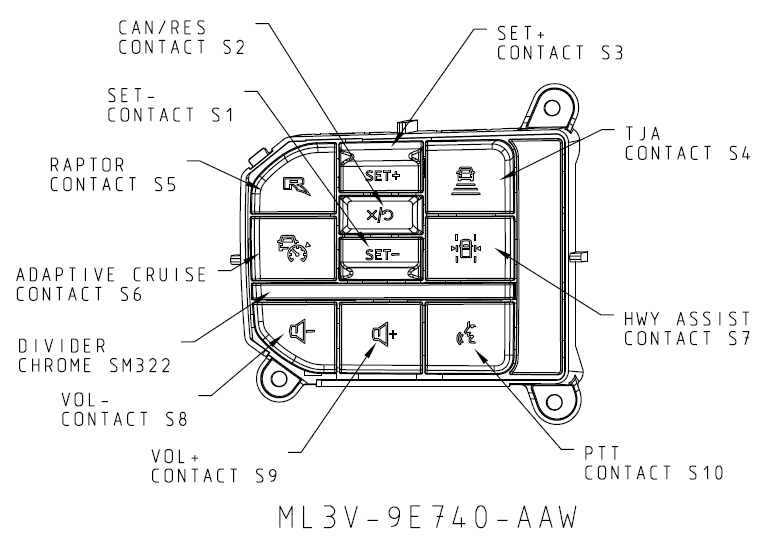 CAN/RES
CONTACT S2
SET+
CONTACT S3
SET-
CONTACT S1
TJA
CONTACT S4
RAPTOR
CONTACT S5
SET+
R
SET-
ADAPTIVE CRUISE
CONTACT S6
HWY ASSIST
CONTACT S7
DIVIDER
CHROME SM322
VOL-
CONTACT S8
VOL+
CONTACT S9
PTT
CONTACT S10
ML3V-9E740-AAW